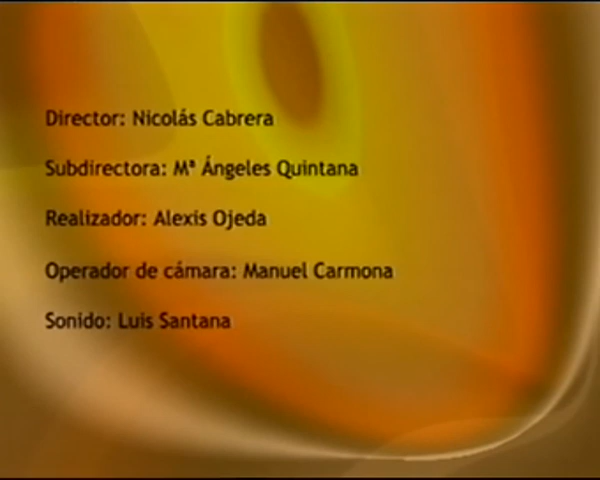 Director: Nicolás Cabrera
Subdirectora: Mª Ángeles Quintana
Realizador: Alexis Ojeda
Operador de cámara: Manuel Carmona
Sonido: Luis Santana